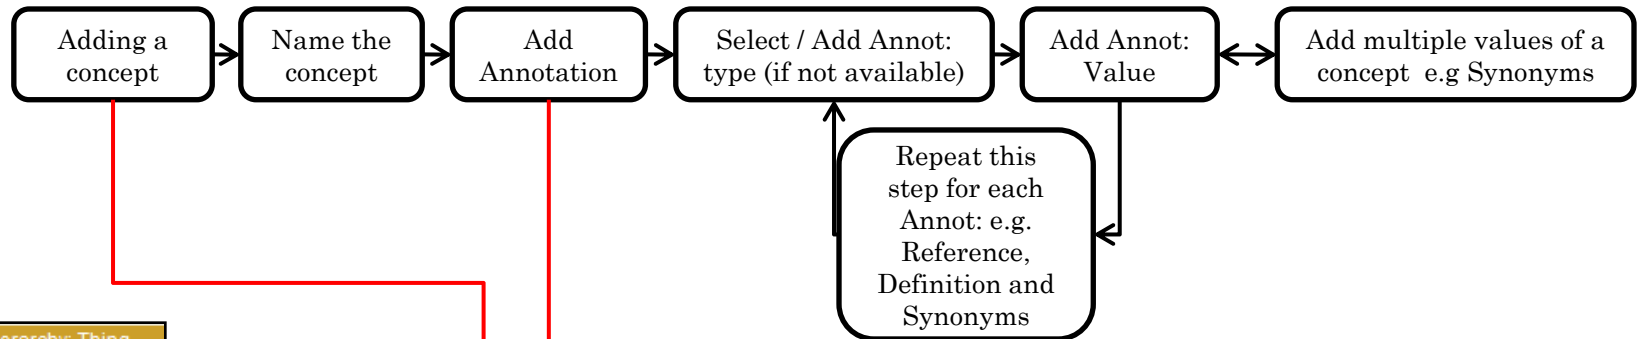 Adding a
concept
Name the
concept
Add
Annotation
Select / Add Annot:
type (if not available)
Add Annot:
Value
Add multiple values of a
concept e.g Synonyms
Repeat this
step for each
Annot: e.g.
Reference,
Definition and
Synonyms
Thing